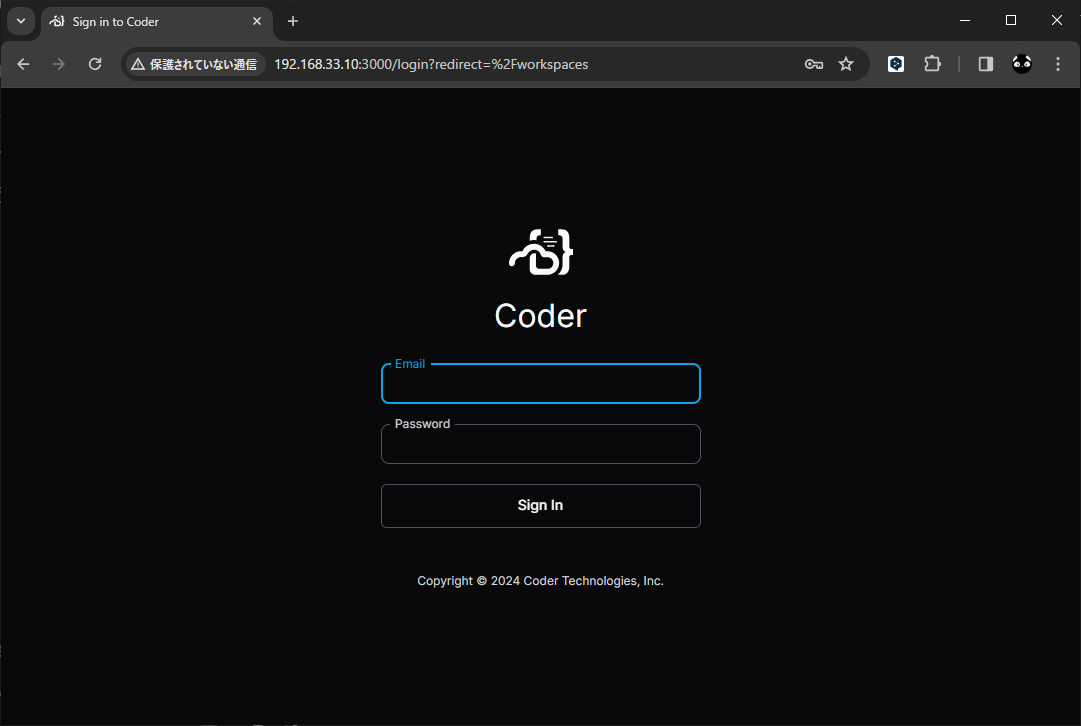 Sign in to Coder
保護されていない通信 192.168.33.10:3000/login?redirect=%2Fworkspaces
Coder
Email
Password
Sign In
Copyright © 2024 Coder Technologies, Inc.